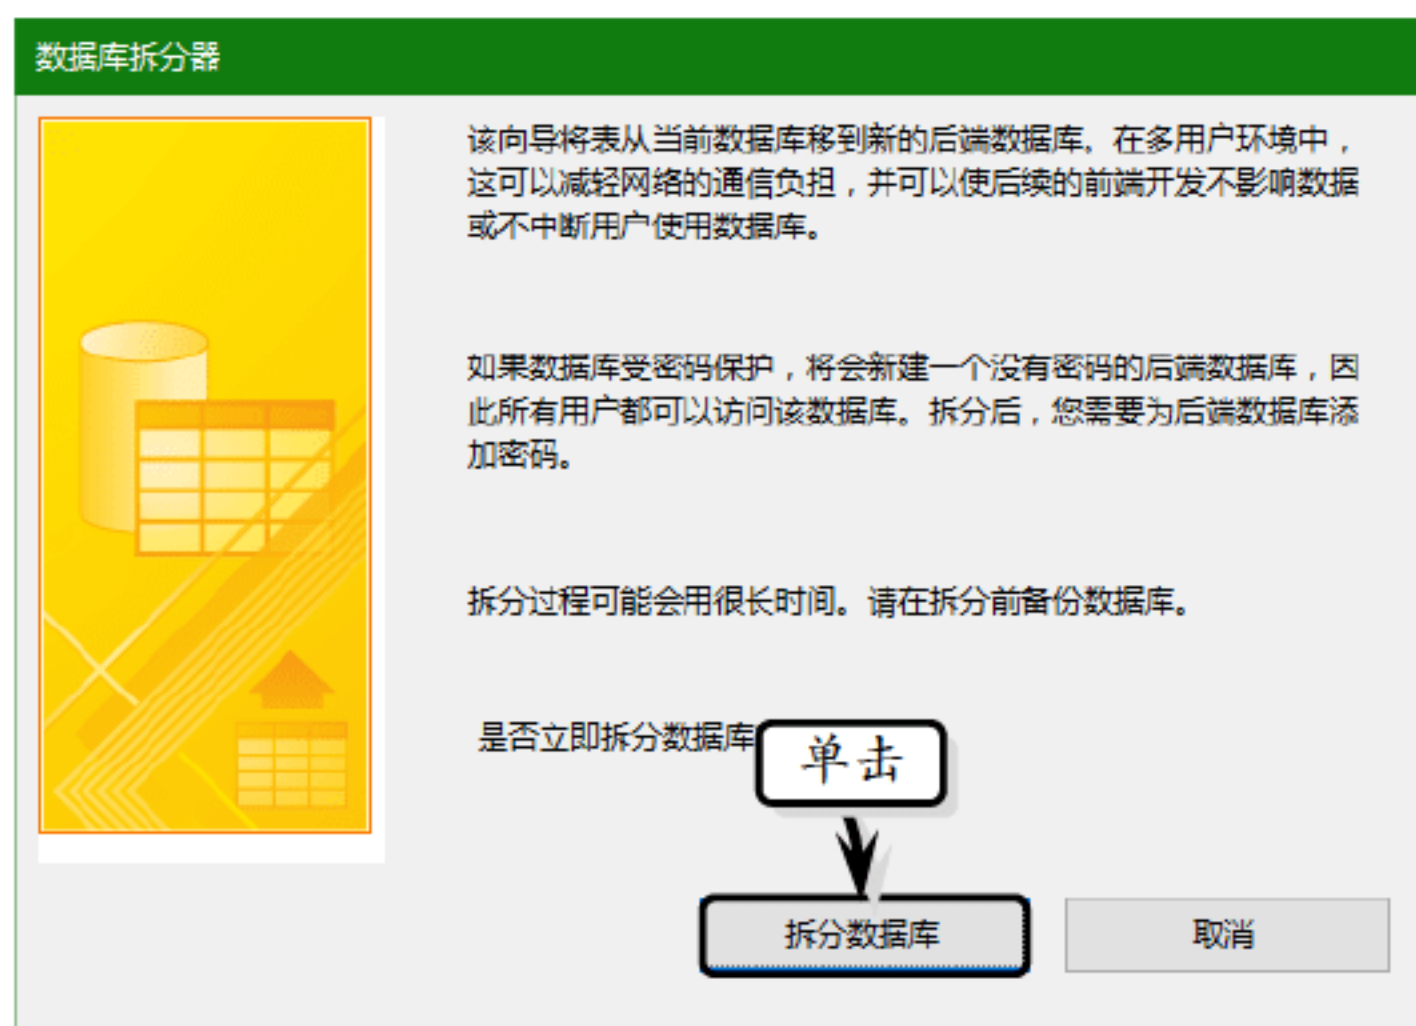 数据库拆分器
该向导将表从当前数据库移到新的后端数据库。在多用户环境中，
这可以减轻网络的通信负担，并可以使后续的前端开发不影响数据
或不中断用户使用数据库。
如果数据库受密码保护，将会新建一个没有密码的后端数据库，因
此所有用户都可以访问该数据库。拆分后，您需要为后端数据库添
加密码。
拆分过程可能会用很长时间。请在拆分前备份数据库。
是否立即拆分数据库
单击
拆分数据库
取消